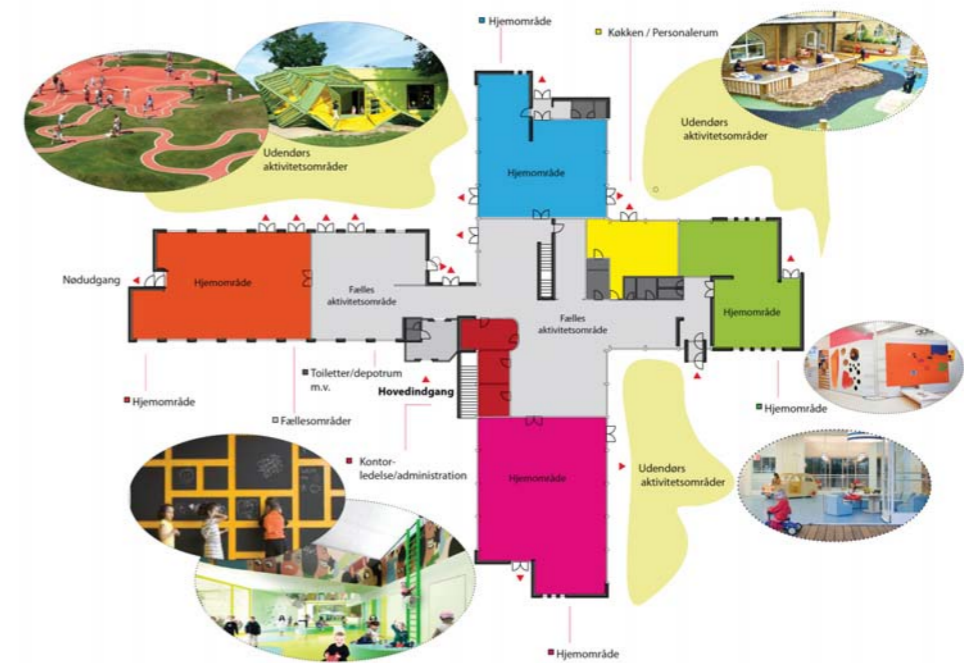 Hjemområde
Køkken / Personalerum
Udendørs
aktivitetsområder
Udendørs
aktivitetsområder
Hjemområde
Nødudgang
Hjemområde
Fælles
aktivitetsområde
Fælles
aktivitetsområde
Hjemområde
Toiletter/depotrum
m.v.
Hovedindgang
Hjemområde
Hjemområde
Fællesområder
Kontor-
ledelse/administration
Hjemområde
Udendørs
aktivitetsområder
Hjemområde